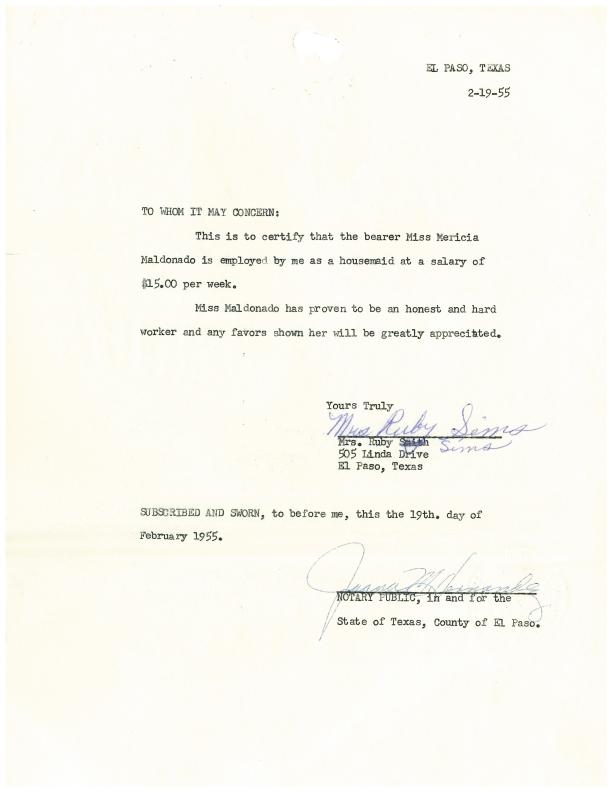 EL PASO, TEXAS
2-19-55
TO WHOM IT MAY CONCERN:
This is to certify that the bearer Miss Mericia
Maldonado is employed by me as a housemaid at a salary of
$15.00 per week.
Miss Maldonado has proven to be an honest and hard
worker and any favors shown her will be greatly appreciated.
Yours Truly
Mrs Ruby Sims
Mrs. Ruby Smith Sims
505 Linda Drive
El Paso, Texas
SUBSCRIBED AND SWORN, to before me, this the 19th. day of
February 1955.
NOTARY PUBLIC, in and for the
State of Texas, County of El Paso.